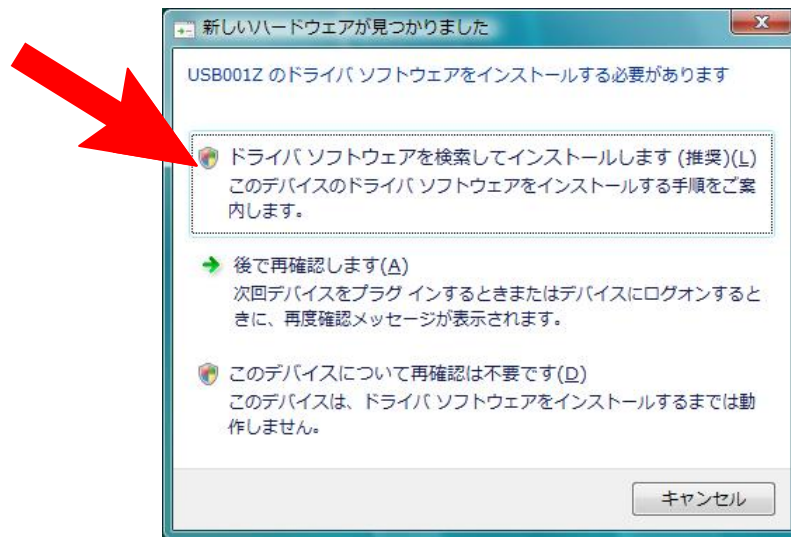 新しいハードウェアが見つかりました
USB001Z のドライバ ソフトウェアをインストールする必要があります
ドライバ ソフトウェアを検索してインストールします (推奨)(L)
このデバイスのドライバ ソフトウェアをインストールする手順をご案
内します。
後で再確認します(A)
次回デバイスをプラグ インするときまたはデバイスにログオンすると
きに、再度確認メッセージが表示されます。
このデバイスについて再確認は不要です(D)
このデバイスは、ドライバ ソフトウェアをインストールするまでは動
作しません。
キャンセル